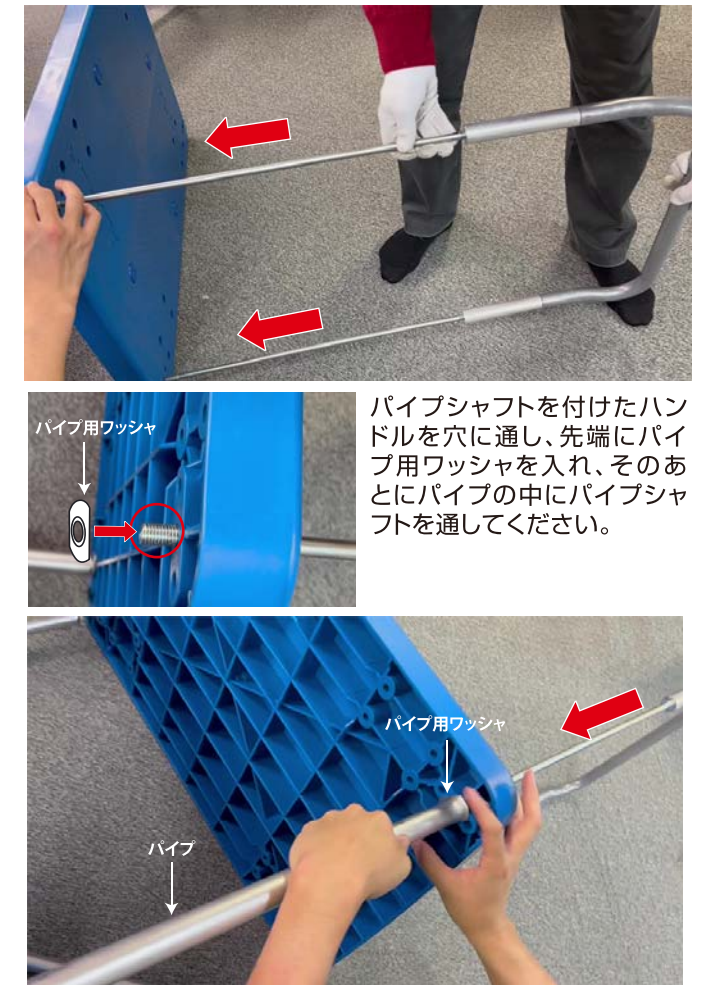 パイプ用ワッシャ
パイプシャフトを付けたハン
ドルを穴に通し、先端にパイ
プ用ワッシャを入れ、そのあ
とにパイプの中にパイプシャ
フトを通してください。
パイプ用ワッシャ
パイプ